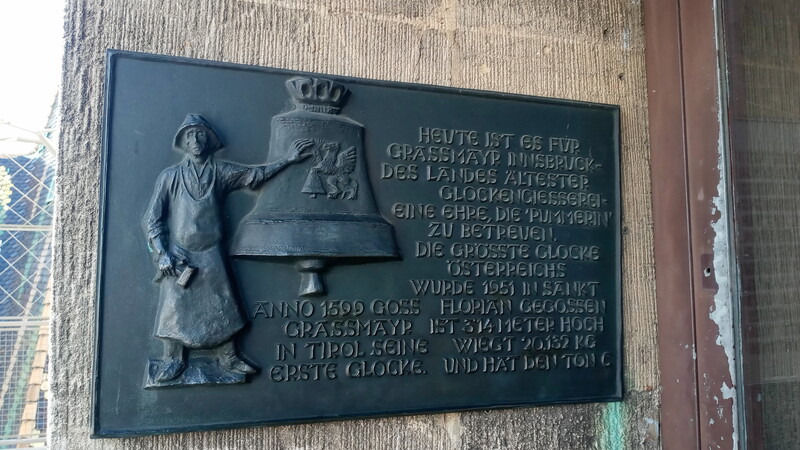 HEUTE IST ES FÜR
GRASSMAYR INNSBRUCK-
DES LANDES ÄLTESTER
GLOCKENGIESSEREI-
EINE EHRE, DIE 'PUMMERIN'
ZU BETREUEN.
DIE GRÖSSTE GLOCKE
ÖSTERREICHS
WURDE 1951 IN SANKT
FLORIAN GEGOSSEN
IST 3'14 METER HOCH
WIEGT 20.132 KG
UND HAT DEN TON C
ANNO 1599 GOSS
GRASSMAYR
IN TIROL SEINE
ERSTE GLOCKE.